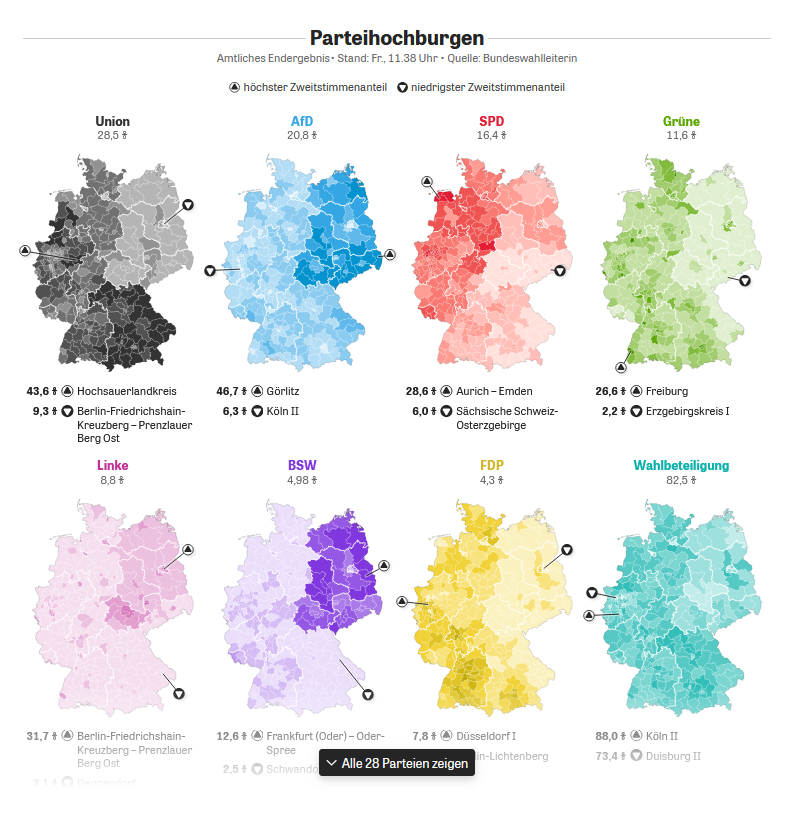 Parteihochburgen
Amtliches Endergebnis • Stand: Fr., 11.38 Uhr • Quelle: Bundeswahlleiterin
höchster Zweitstimmenanteil niedrigster Zweitstimmenanteil
Union AfD SPD Grüne
28,5 % 20,8 % 16,4 % 11,6 %
43,6 % Hochsauerlandkreis
9,3 % Berlin-Friedrichshain-
Kreuzberg – Prenzlauer
Berg Ost
46,7 % Görlitz
6,3 % Köln II
28,6 % Aurich – Emden
6,0 % Sächsische Schweiz-
Osterzgebirge
26,6 % Freiburg
2,2 % Erzgebirgskreis I
Linke BSW FDP Wahlbeteiligung
8,8 % 4,98 % 4,3 % 82,5 %
31,7 % Berlin-Friedrichshain-
Kreuzberg – Prenzlauer
Berg Ost
3,1 % Deggendorf
12,6 % Frankfurt (Oder) – Oder-
Spree
2,5 % Schwando
7,8 % Düsseldorf I
in-Lichtenberg
88,0 % Köln II
73,4 % Duisburg II
Alle 28 Parteien zeigen